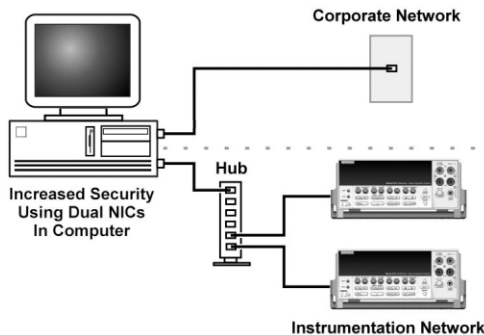 Corporate Network
Hub
Increased Security
Using Dual NICs
In Computer
Instrumentation Network